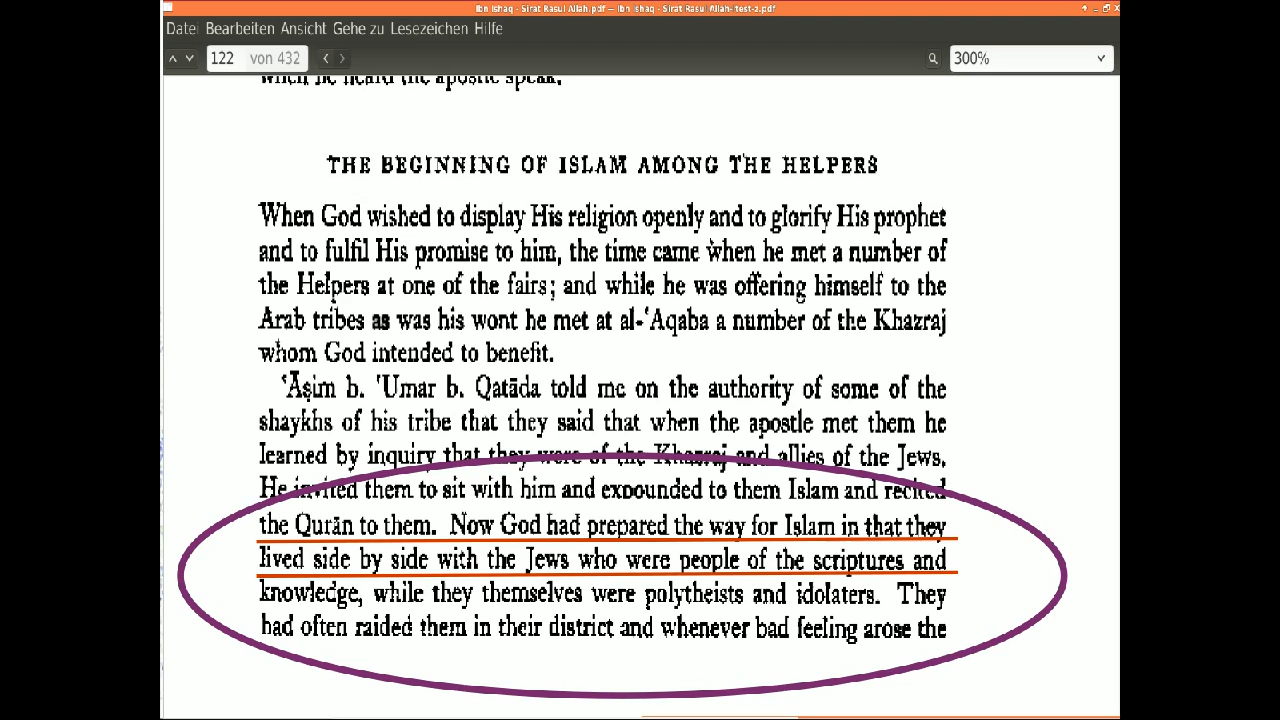 Ibn Ishaq - Sirat Rasul Allah.pdf — Ibn Ishaq - Sirat Rasul Allah-Itest-2.pdf
Datei Bearbeiten Ansicht Gehe zu Lesezeichen Hilfe
122 von 432 300%
when he heard the apostle speak.
THE BEGINNING OF ISLAM AMONG THE HELPERS
When God wished to display His religion openly and to glorify His prophet
and to fulfil His promise to him, the time came when he met a number of
the Helpers at one of the fairs; and while he was offering himself to the
Arab tribes as was his wont he met at al-‘Aqaba a number of the Khazraj
whom God intended to benefit.
‘Āṣim b. ‘Umar b. Qatāda told me on the authority of some of the
shaykhs of his tribe that they said that when the apostle met them he
learned by inquiry that they were of the Khazraj and allies of the Jews.
He invited them to sit with him and expounded to them Islam and recited
the Qurān to them. Now God had prepared the way for Islam in that they
lived side by side with the Jews who were people of the scriptures and
knowledge, while they themselves were polytheists and idolaters. They
had often raided them in their district and whenever bad feeling arose the